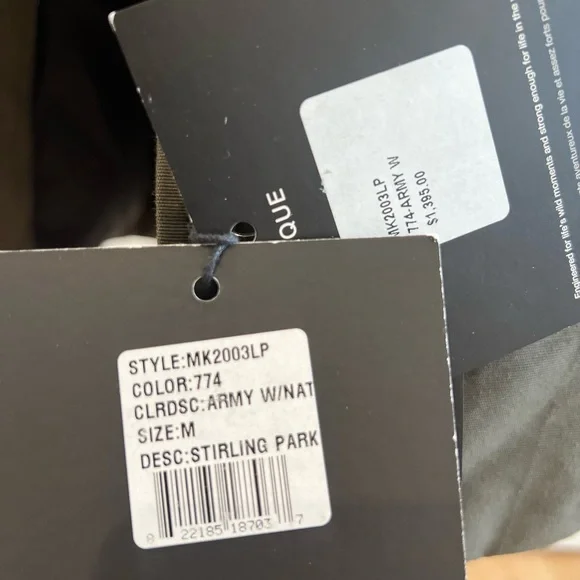 Engineered for life's wild moments and strong enough for life in the
aventureux de la vie et assez forts pour
QUE
MK2003LP
774-ARMY W
$1,395.00
STYLE:MK2003LP
COLOR:774
CLRDSC:ARMY W/NAT
SIZE:M
DESC:STIRLING PARK
8 22185 18703 7